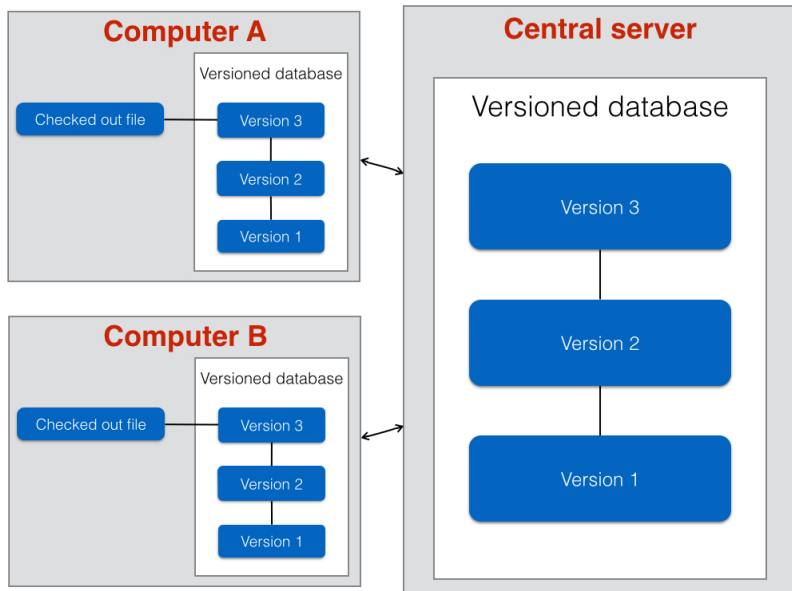 Computer A
Versioned database
Checked out file
Version 3
Version 2
Version 1
Computer B
Versioned database
Checked out file
Version 3
Version 2
Version 1
Central server
Versioned database
Version 3
Version 2
Version 1